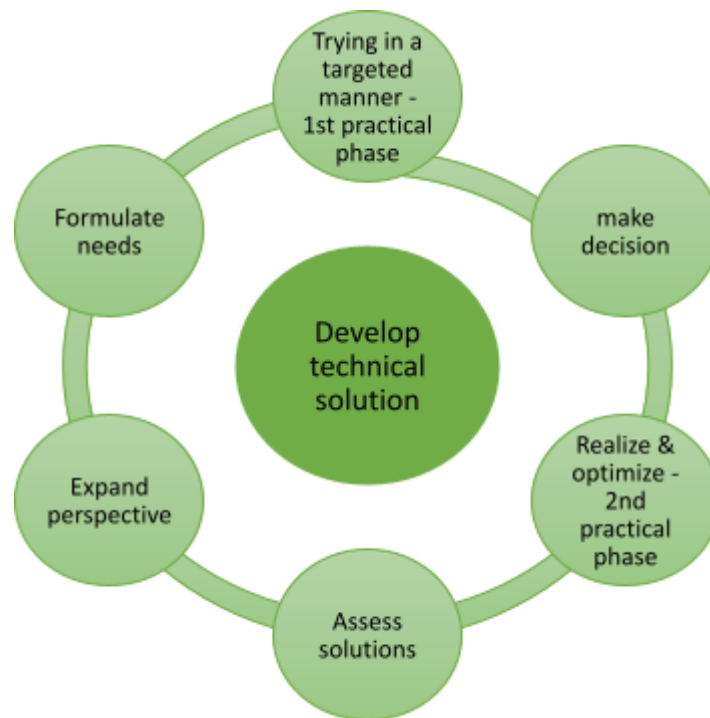 Trying in a
targeted
manner -
1st practical
phase
Formulate
needs
make
decision
Develop
technical
solution
Expand
perspective
Realize &
optimize -
2nd
practical
phase
Assess
solutions